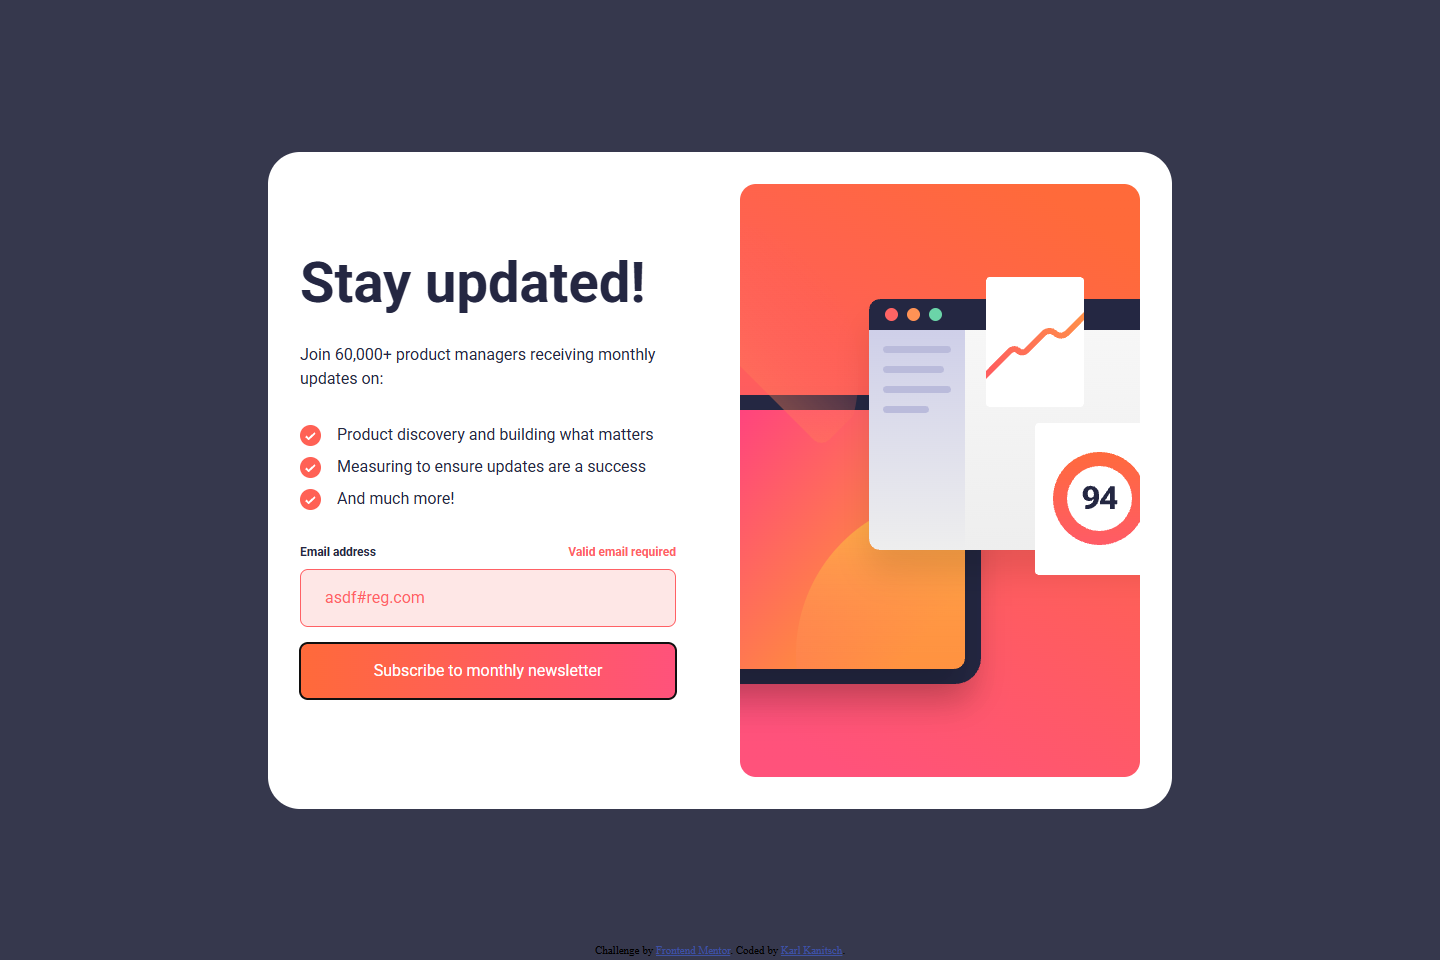 Stay updated!
Join 60,000+ product managers receiving monthly
updates on:
Product discovery and building what matters
Measuring to ensure updates are a success
And much more!
Email address
Valid email required
asdf#reg.com
Subscribe to monthly newsletter
94
Challenge by Frontend Mentor. Coded by Karl Kanitsch.